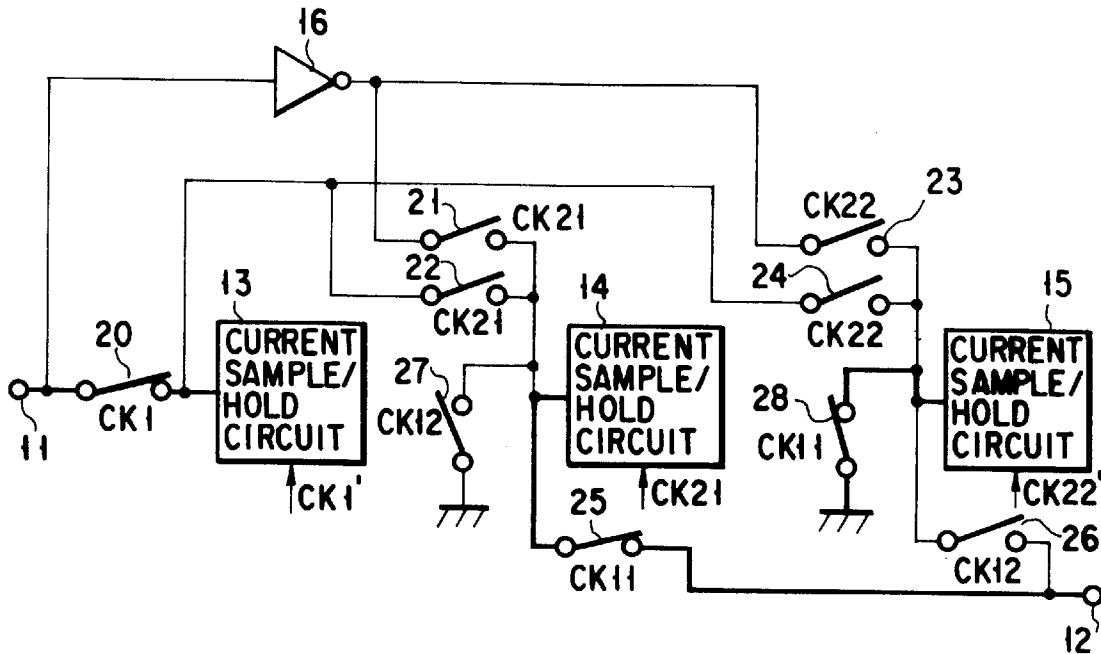 16
21
CK21
22
CK21
CK22
23
24
CK22
20
CK1
11
13
CURRENT
SAMPLE/
HOLD
CIRCUIT
CK1'
27
CK12
14
CURRENT
SAMPLE/
HOLD
CIRCUIT
CK21
25
CK11
28
CK11
15
CURRENT
SAMPLE/
HOLD
CIRCUIT
CK22'
26
CK12
12